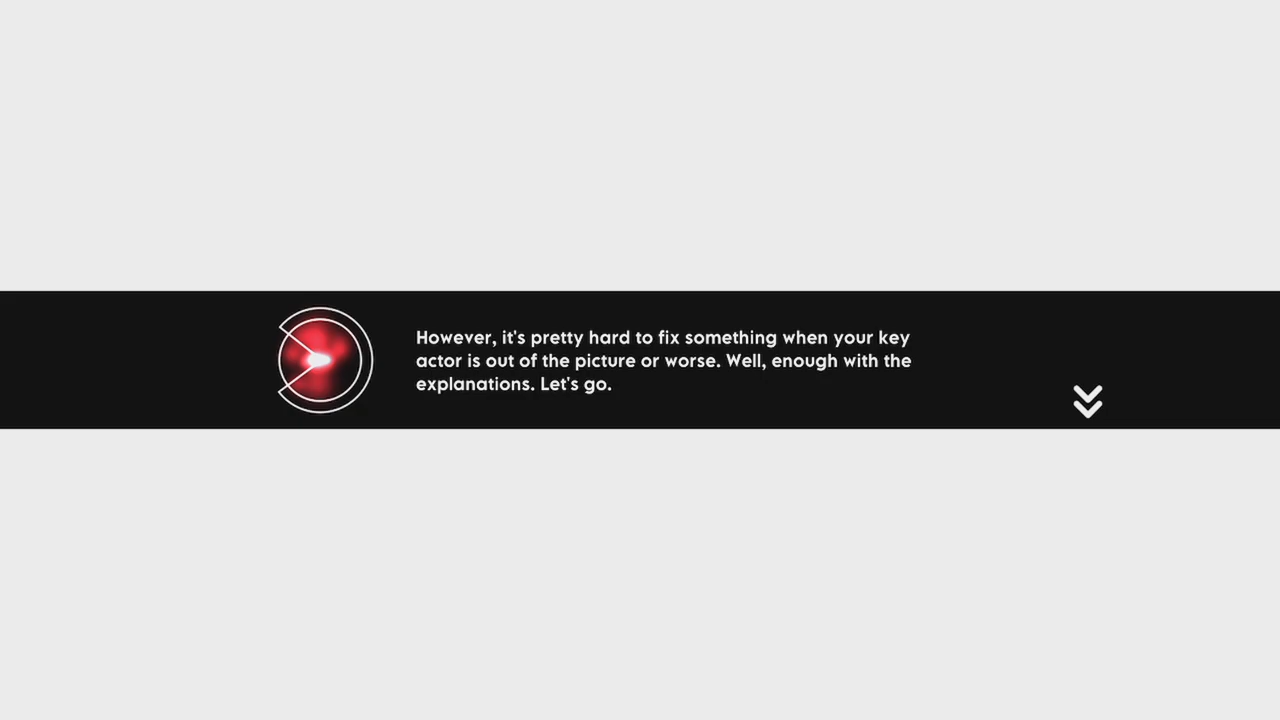 However, it's pretty hard to fix something when your key
actor is out of the picture or worse. Well, enough with the
explanations. Let's go.